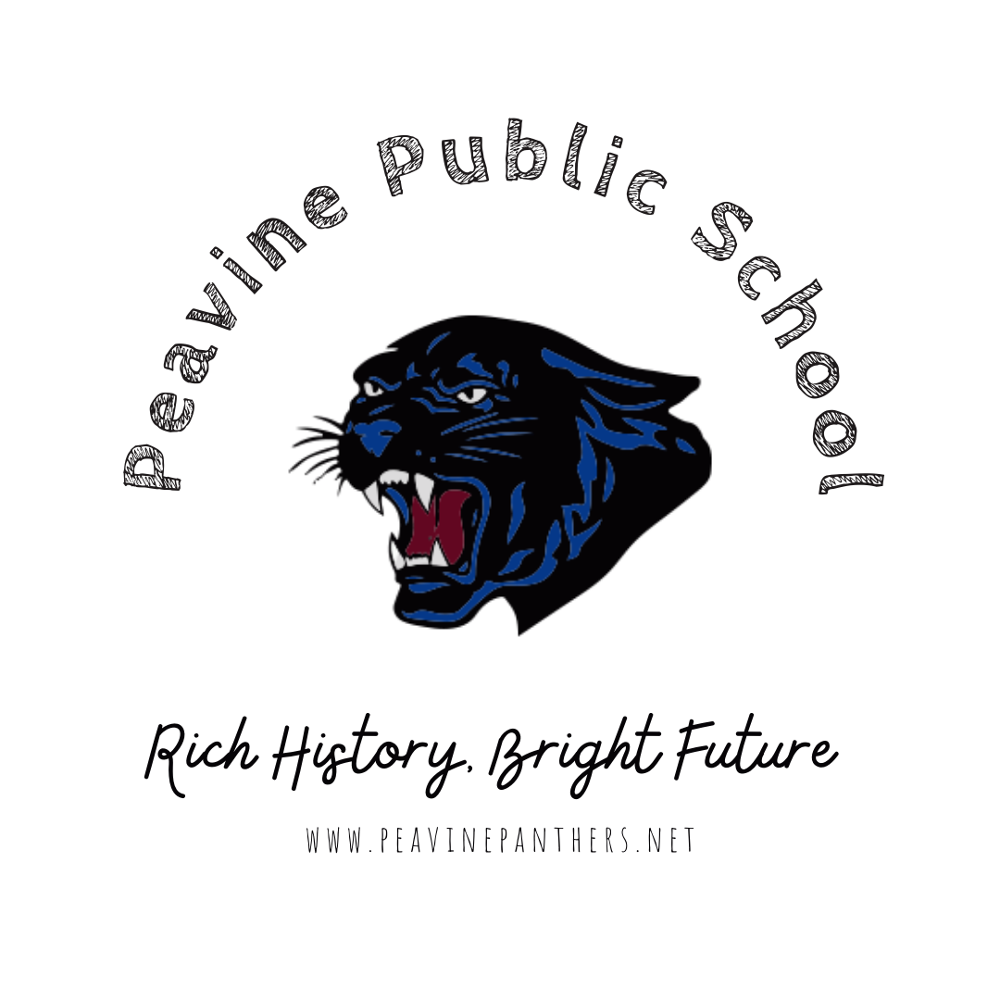 Peavine Public School
Rich History, Bright Future
WWW.PEAVINEPANTHERS.NET